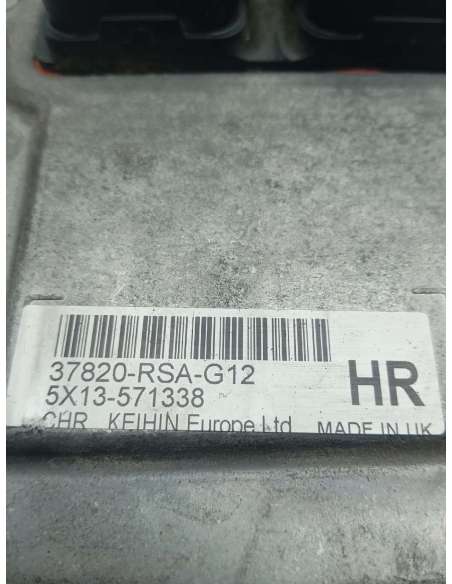 37820-RSA-G12
5X13-571338
HR
CHR KEIHIN Europe Ltd. MADE IN UK